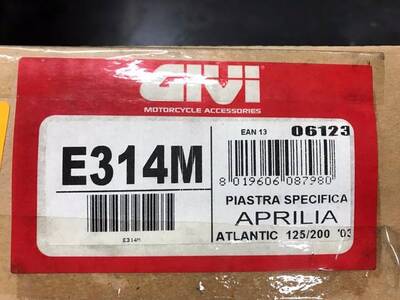 GIVI
MOTORCYCLE ACCESSORIES
EAN 13 06123
E314M
8 019606 087980
E314M
PIASTRA SPECIFICA
APRILIA
ATLANTIC 125/200 '03